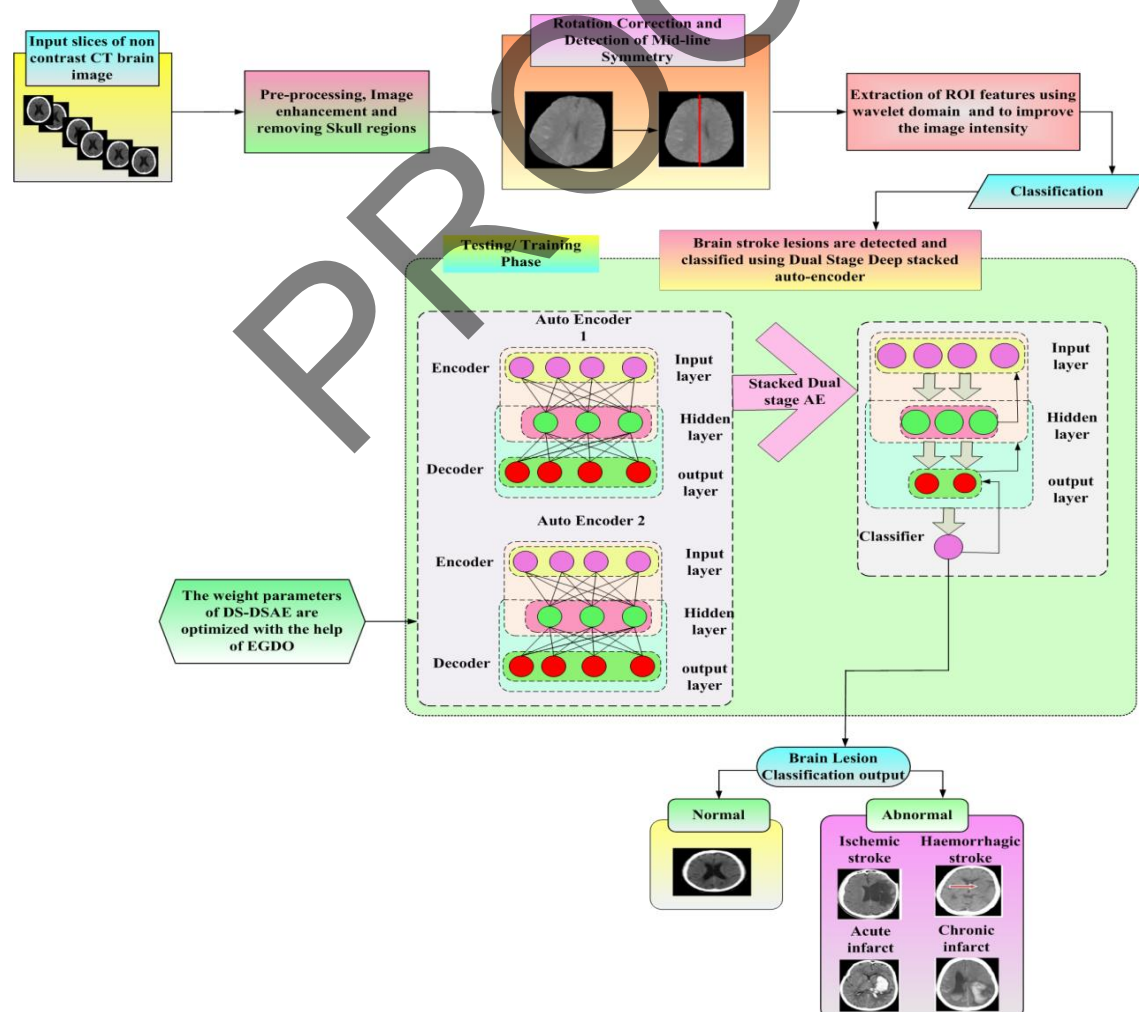 Input slices of non
contrast CT brain
image
Pre-processing, Image
enhancement and
removing Skull regions
Rotation Correction and
Detection of Mid-line
Symmetry
Extraction of ROI features using
wavelet domain and to improve
the image intensity
Classification
Testing/ Training
Phase
Brain stroke lesions are detected and
classified using Dual Stage Deep stacked
auto-encoder
Auto Encoder
1
Encoder
Input
layer
Hidden
layer
Decoder
output
layer
Auto Encoder 2
Encoder
Input
layer
Hidden
layer
Decoder
output
layer
Stacked Dual
stage AE
Input
layer
Hidden
layer
output
layer
Classifier
The weight parameters
of DS-DSAE are
optimized with the help
of EGDO
Brain Lesion
Classification output
Normal
Abnormal
Ischemic
stroke
Haemorrhagic
stroke
Acute
infarct
Chronic
infarct
PRO